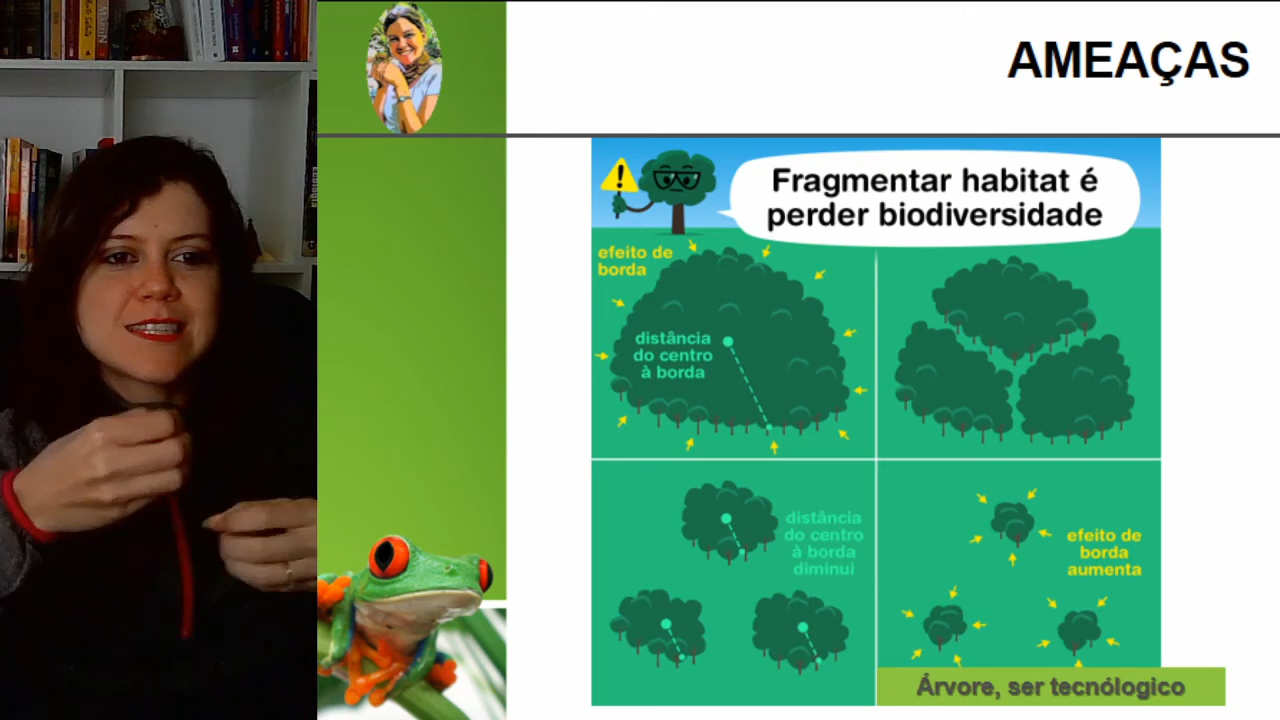 AMEAÇAS
Fragmentar habitat é
perder biodiversidade
efeito de
borda
distância
do centro
à borda
distância
do centro
à borda
diminui
efeito de
borda
aumenta
Árvore, ser tecnólogico